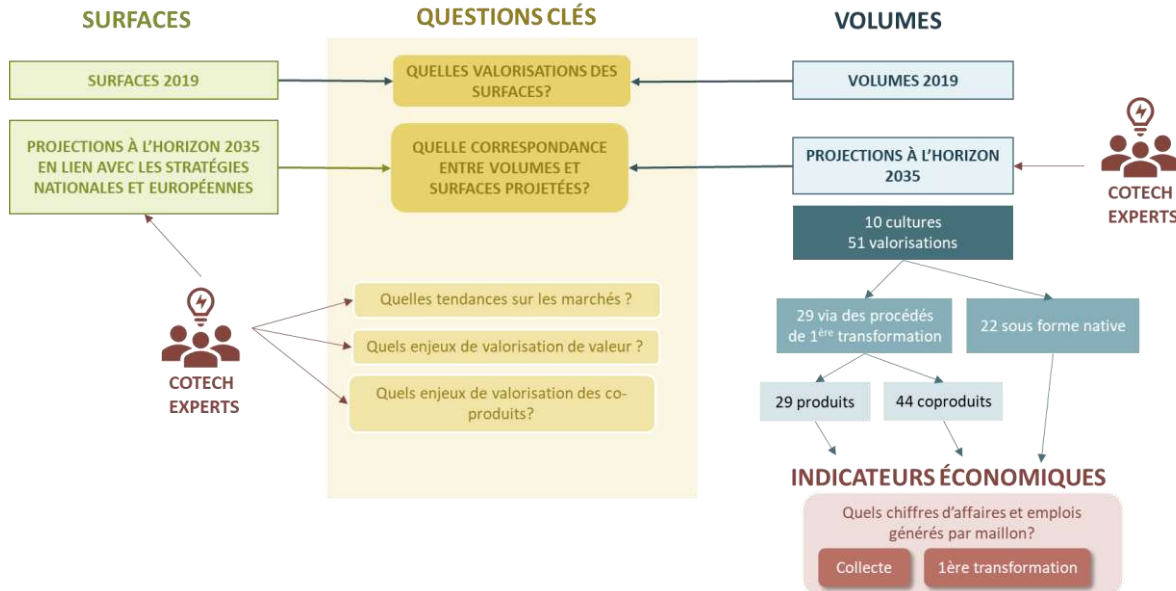 SURFACES
QUESTIONS CLÉS
VOLUMES
SURFACES 2019
QUELLES VALORISATIONS DES
SURFACES?
VOLUMES 2019
PROJECTIONS À L'HORIZON 2035
EN LIEN AVEC LES STRATÉGIES
NATIONALES ET EUROPÉENNES
QUELLE CORRESPONDANCE
ENTRE VOLUMES ET
SURFACES PROJETÉES?
PROJECTIONS À L'HORIZON
2035
COTECH
EXPERTS
10 cultures
51 valorisations
Quelles tendances sur les marchés ?
Quels enjeux de valorisation de valeur ?
Quels enjeux de valorisation des co-
produits?
COTECH
EXPERTS
29 via des procédés
de 1ère transformation
22 sous forme native
29 produits
44 coproduits
INDICATEURS ÉCONOMIQUES
Quels chiffres d'affaires et emplois
générés par maillon?
Collecte
1ère transformation